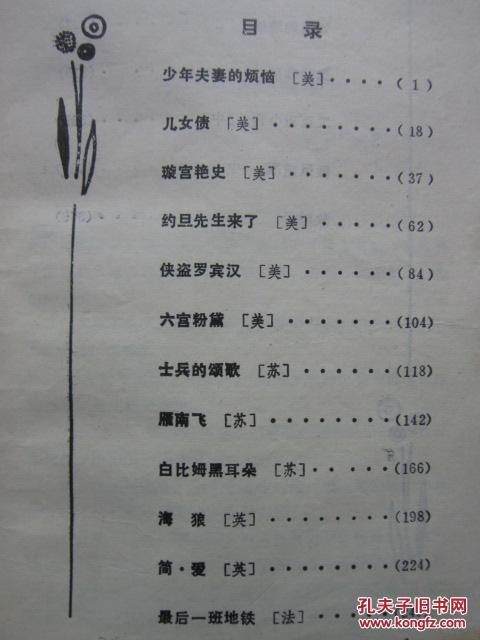 目 录
少年夫妻的烦恼 [美]····(1)
儿女债 [美]·······(18)
璇宫艳史 [美]······(37)
约旦先生来了 [美]····(62)
侠盗罗宾汉 [美]·····(84)
六宫粉黛 [美]·······(104)
士兵的颂歌 [苏]······(118)
雁南飞 [苏]········(142)
白比姆黑耳朵 [苏]·····(166)
海 狼 [英]········(198)
简·爱 [英]········(224)
最后一班地铁 [法]
孔夫子旧书网